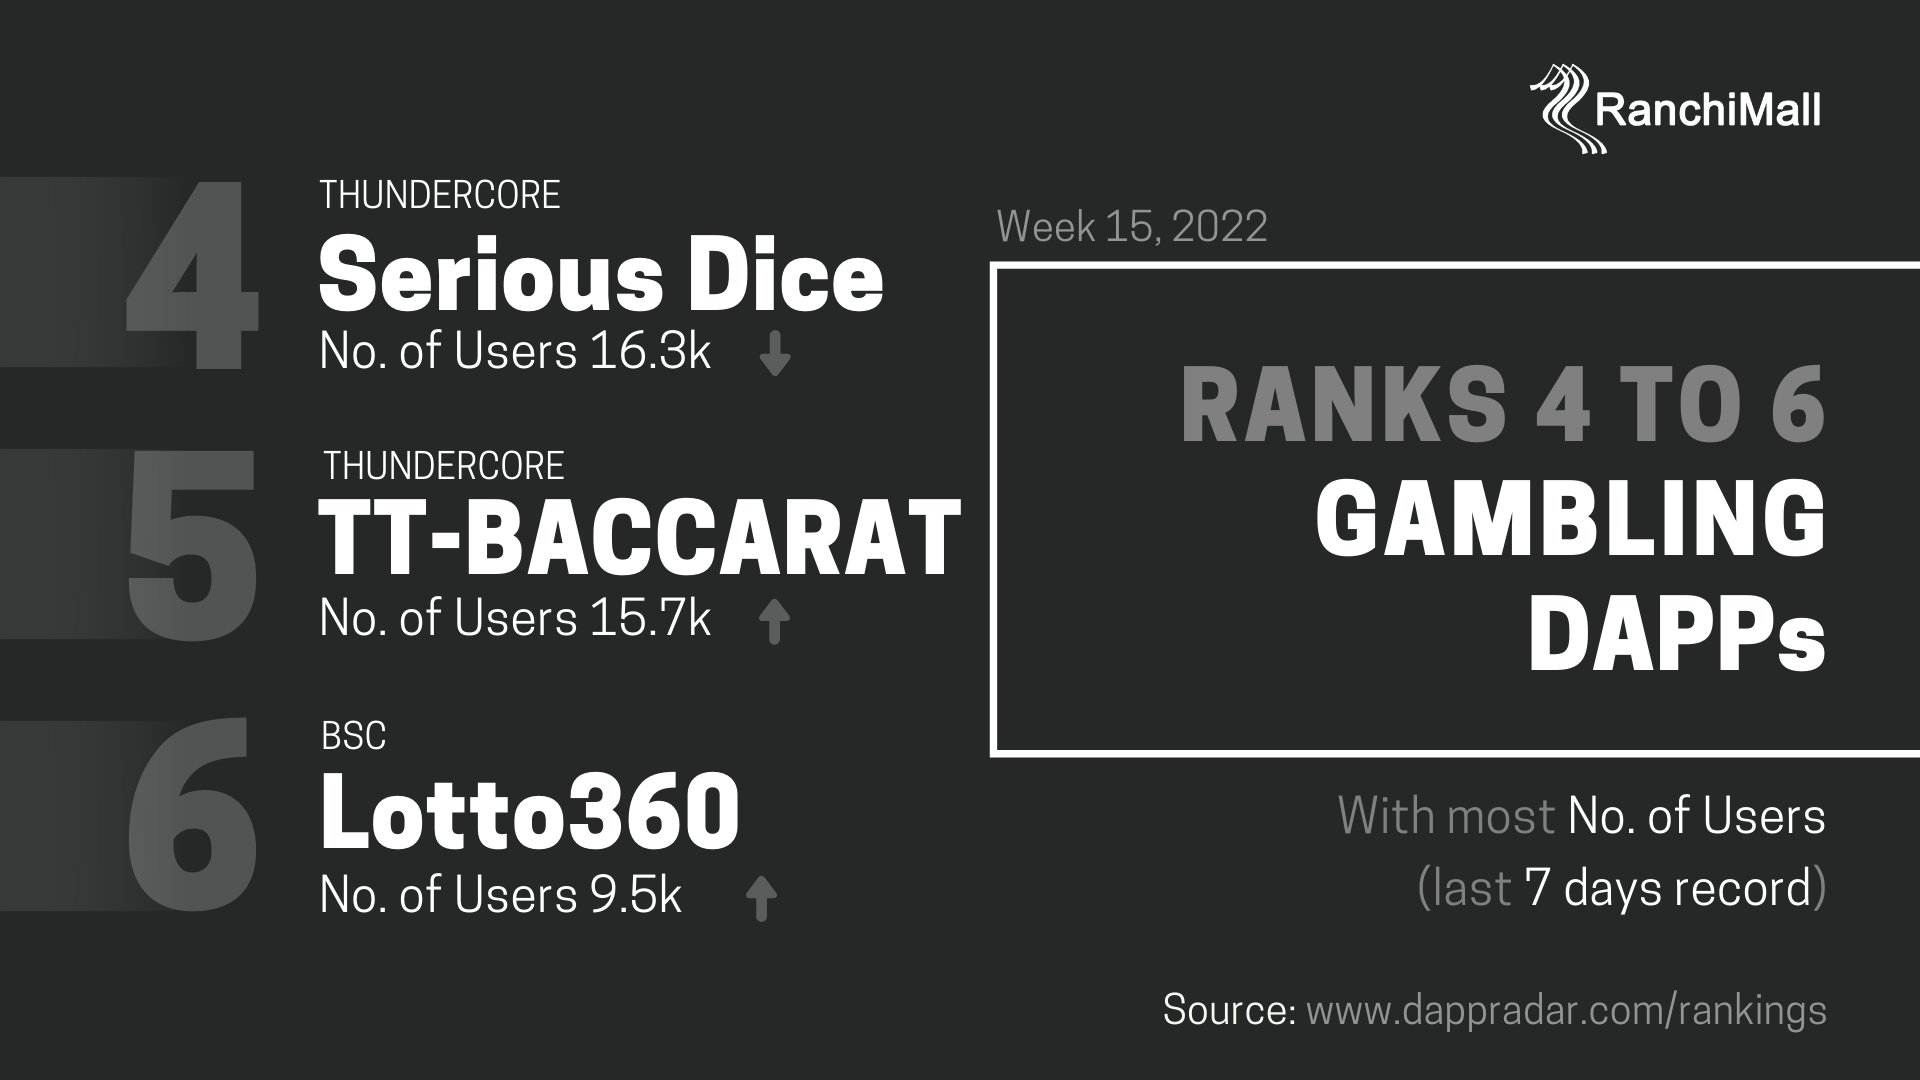 RanchiMall
4
THUNDERCORE
Serious Dice
No. of Users 16.3k
5
THUNDERCORE
TT-BACCARAT
No. of Users 15.7k
6
BSC
Lotto360
No. of Users 9.5k
Week 15, 2022
RANKS 4 TO 6
GAMBLING
DAPPs
With most No. of Users
(last 7 days record)
Source: www.dappradar.com/rankings